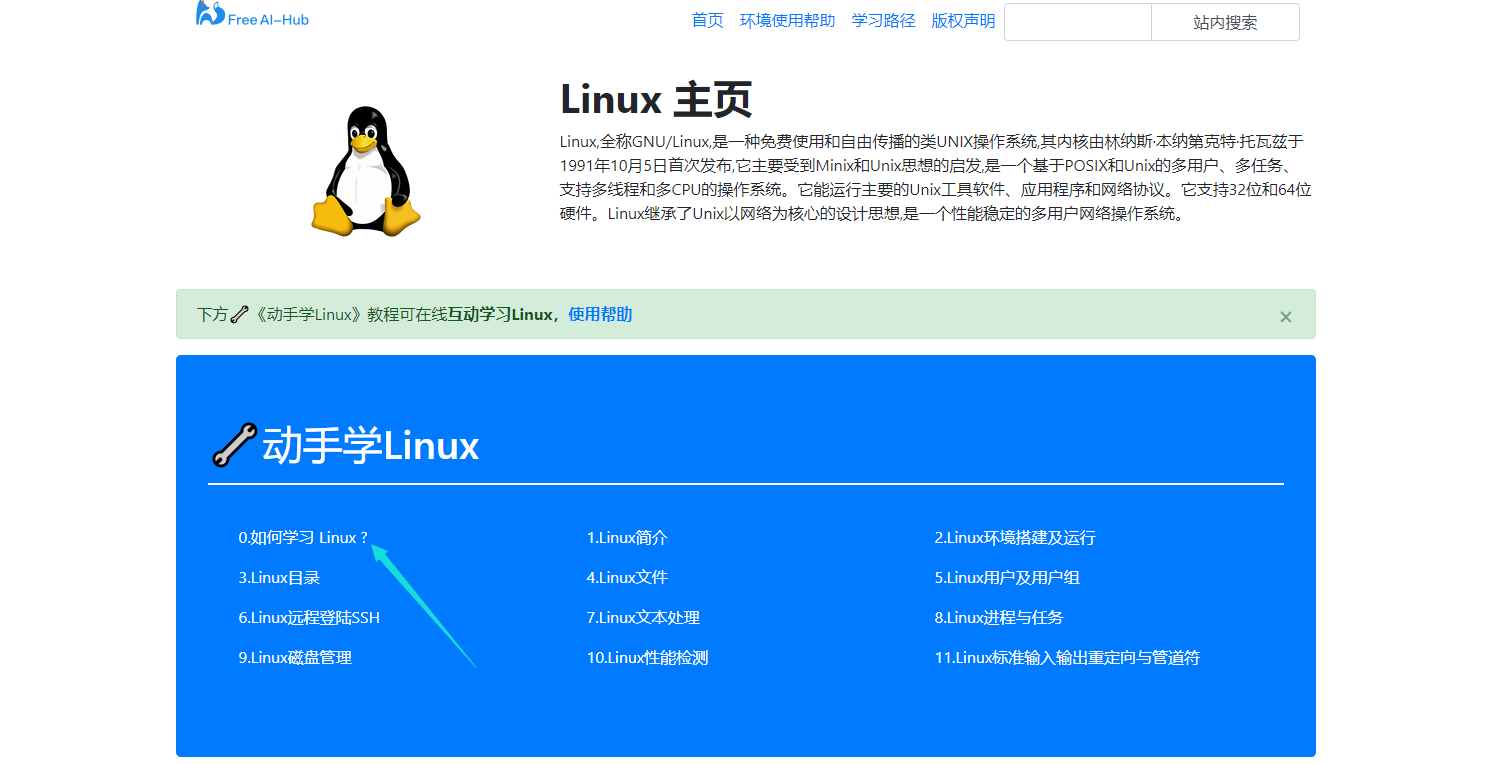 Free AI-Hub
首页 环境使用帮助 学习路径 版权声明 站内搜索
Linux 主页
Linux,全称GNU/Linux,是一种免费使用和自由传播的类UNIX操作系统,其内核由林纳斯·本纳第克特·托瓦兹于
1991年10月5日首次发布,它主要受到Minix和Unix思想的启发,是一个基于POSIX和Unix的多用户、多任务、
支持多线程和多CPU的操作系统。它能运行主要的Unix工具软件、应用程序和网络协议。它支持32位和64位
硬件。Linux继承了Unix以网络为核心的设计思想,是一个性能稳定的多用户网络操作系统。
下方🔧《动手学Linux》教程可在线互动学习Linux，使用帮助 ×
🔧动手学Linux
0.如何学习 Linux ? 1.Linux简介 2.Linux环境搭建及运行
3.Linux目录 4.Linux文件 5.Linux用户及用户组
6.Linux远程登陆SSH 7.Linux文本处理 8.Linux进程与任务
9.Linux磁盘管理 10.Linux性能检测 11.Linux标准输入输出重定向与管道符